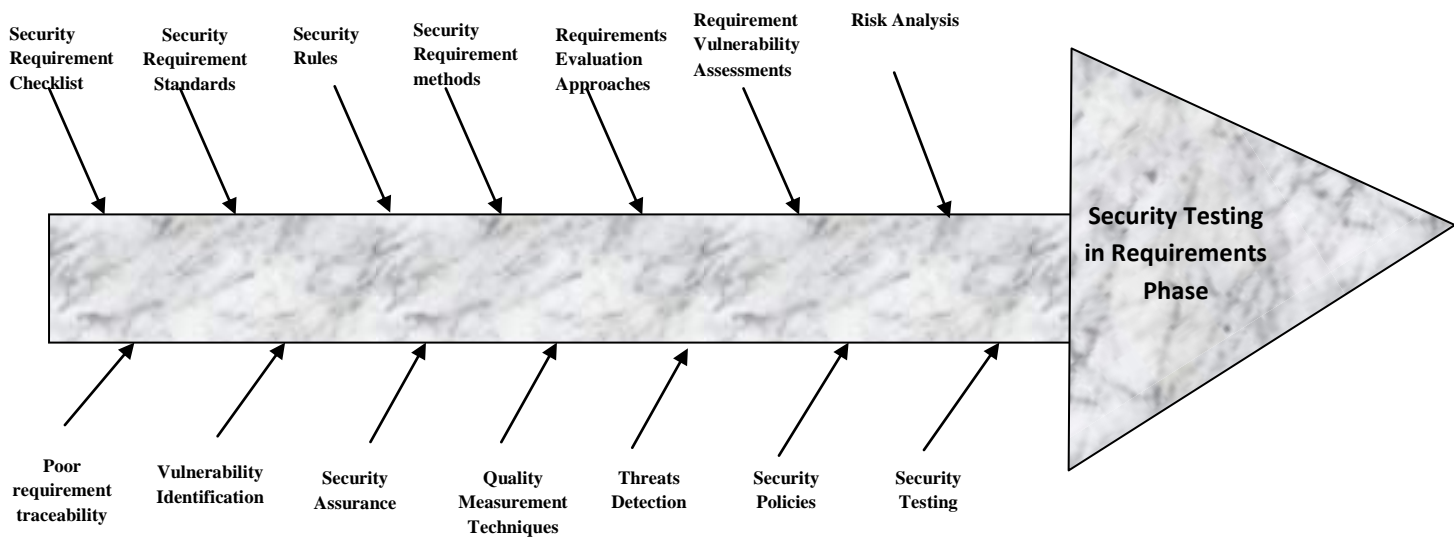 Security
Requirement
Checklist
Security
Requirement
Standards
Security
Rules
Security
Requirement
methods
Requirements
Evaluation
Approaches
Requirement
Vulnerability
Assessments
Risk Analysis
Security Testing
in Requirements
Phase
Poor
requirement
traceability
Vulnerability
Identification
Security
Assurance
Quality
Measurement
Techniques
Threats
Detection
Security
Policies
Security
Testing